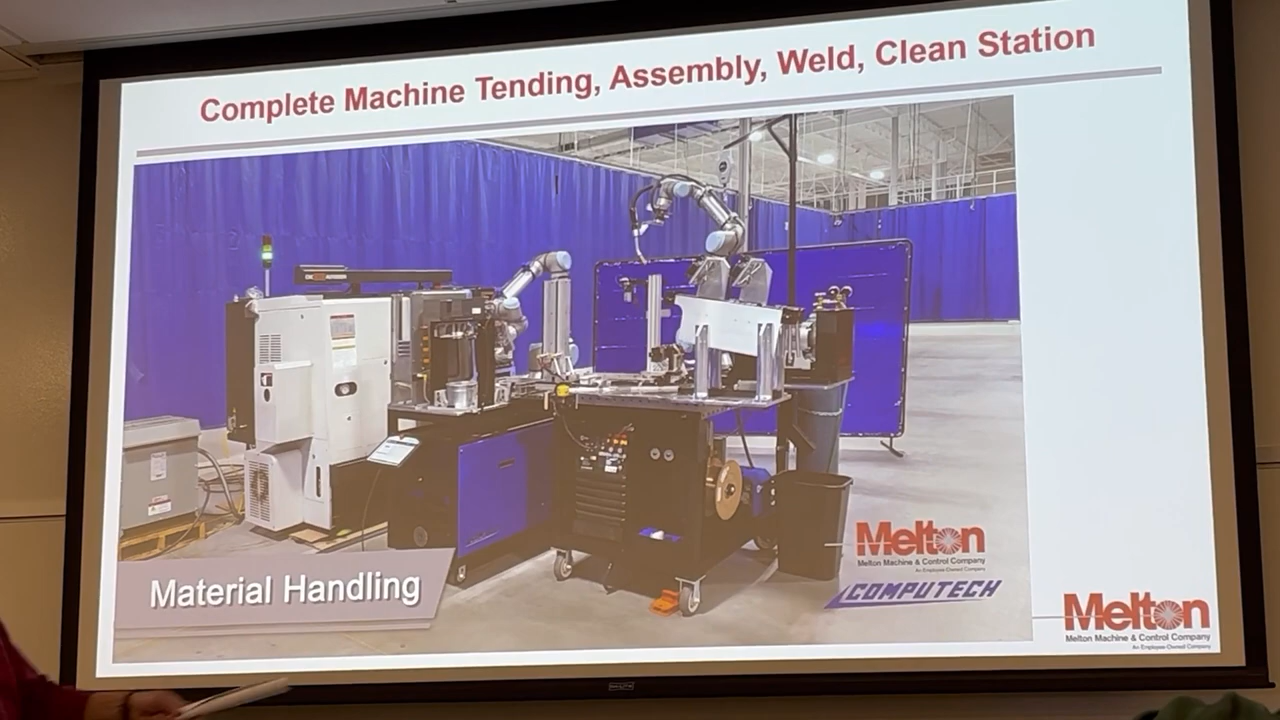 Complete Machine Tending, Assembly, Weld, Clean Station
Material Handling
Melton
Melton Machine & Control Company
An Employee-Owned Company
COMPUTECH
Melton
Melton Machine & Control Company
An Employee-Owned Company